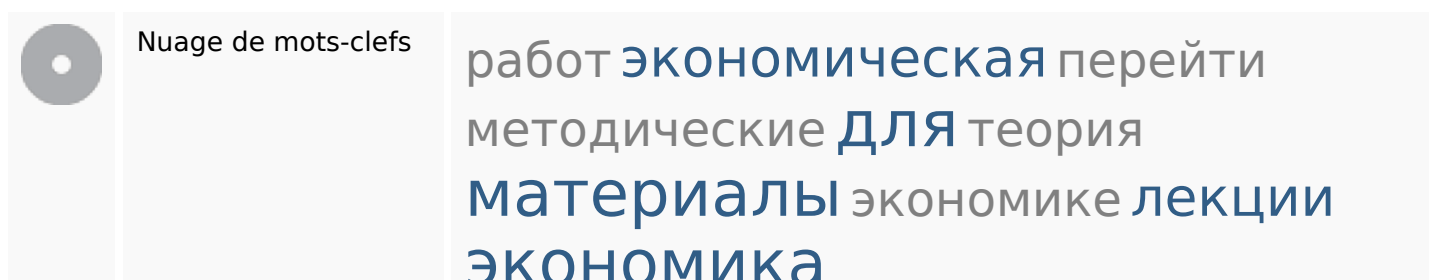 Nuage de mots-clefs
работ экономическая перейти
методические для теория
материалы экономике лекции
экономика